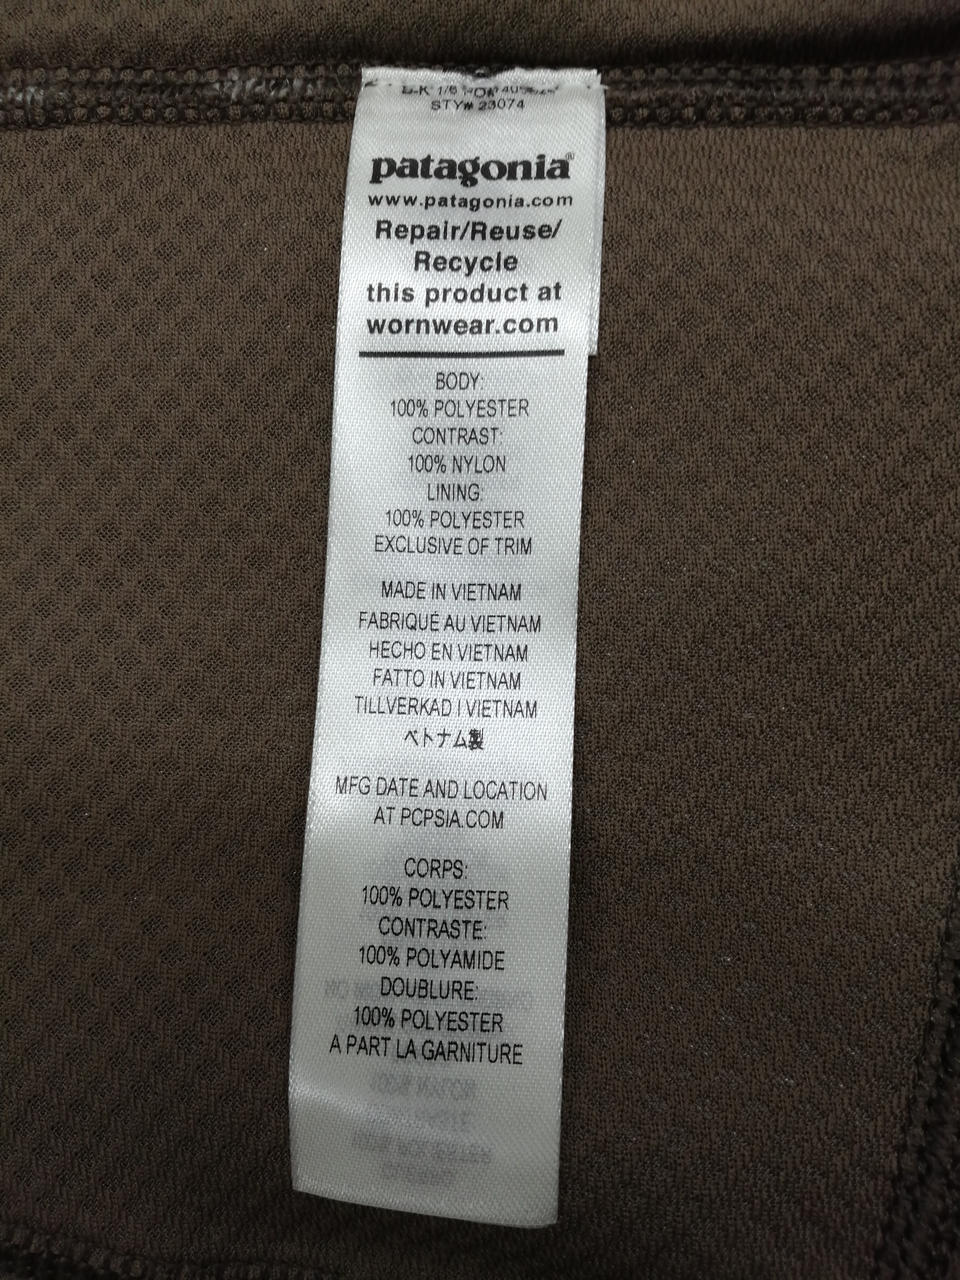 STY# 23074
patagonia®
www.patagonia.com
Repair/Reuse/
Recycle
this product at
wornwear.com
BODY:
100% POLYESTER
CONTRAST:
100% NYLON
LINING:
100% POLYESTER
EXCLUSIVE OF TRIM
MADE IN VIETNAM
FABRIQUÉ AU VIETNAM
HECHO EN VIETNAM
FATTO IN VIETNAM
TILLVERKAD I VIETNAM
ベトナム製
MFG DATE AND LOCATION
AT PCPSIA.COM
CORPS:
100% POLYESTER
CONTRASTE:
100% POLYAMIDE
DOUBLURE:
100% POLYESTER
A PART LA GARNITURE